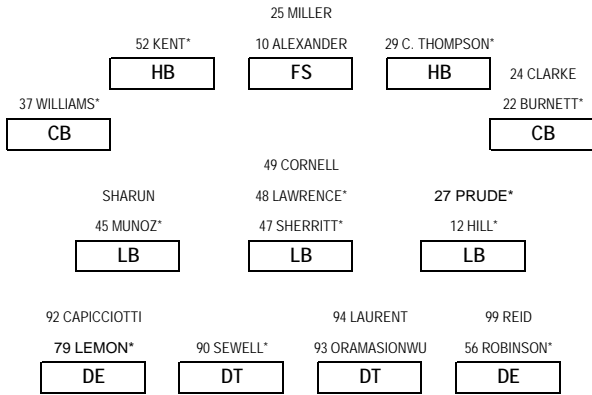 25 MILLER
52 KENT* 10 ALEXANDER 29 C. THOMPSON*
HB FS HB
24 CLARKE
37 WILLIAMS* 22 BURNETT*
CB CB
49 CORNELL
SHARUN 48 LAWRENCE* 27 PRUDE*
45 MUNOZ* 47 SHERRITT* 12 HILL*
LB LB LB
92 CAPICCIOTTI 94 LAURENT 99 REID
79 LEMON* 90 SEWELL* 93 ORAMASIONWU 56 ROBINSON*
DE DT DT DE